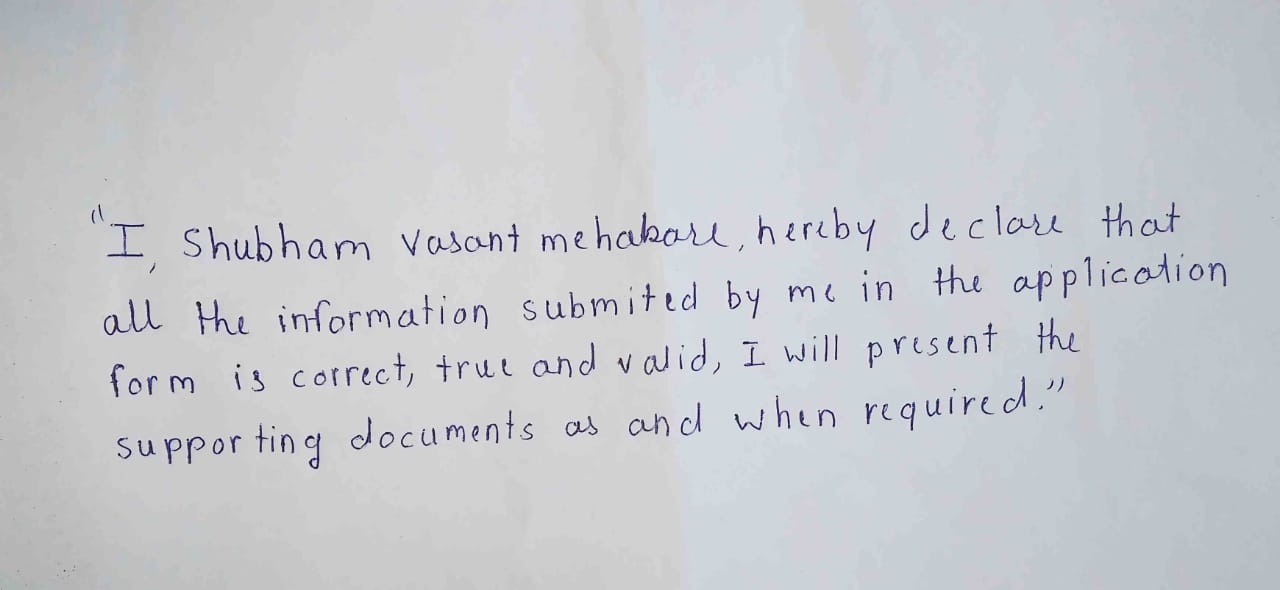 "I, Shubham Vasant mehakare, hereby declare that
all the information submited by me in the application
form is correct, true and valid, I will present the
supporting documents as and when required."